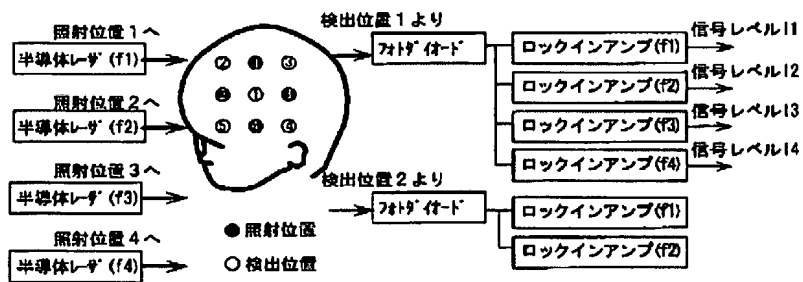 照射位置1へ
半導体レーザ(f1)
照射位置2へ
半導体レーザ(f2)
照射位置3へ
半導体レーザ(f3)
照射位置4へ
半導体レーザ(f4)
② ③
①
⑤ ④
●照射位置
○検出位置
検出位置1より
フォトダイオード
ロックインアンプ(f1)
信号レベルI1
ロックインアンプ(f2)
信号レベルI2
ロックインアンプ(f3)
信号レベルI3
ロックインアンプ(f4)
信号レベルI4
検出位置2より
フォトダイオード
ロックインアンプ(f1)
ロックインアンプ(f2)